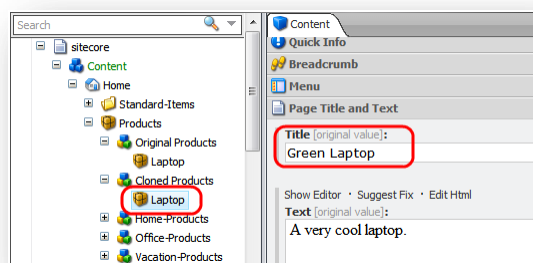 Search
sitecore
Content
Home
Standard-Items
Products
Original Products
Laptop
Cloned Products
Laptop
Home-Products
Office-Products
Vacation-Products
Content
Quick Info
Breadcrumb
Menu
Page Title and Text
Title [original value]:
Green Laptop
Show Editor · Suggest Fix · Edit Html
Text [original value]:
A very cool laptop.